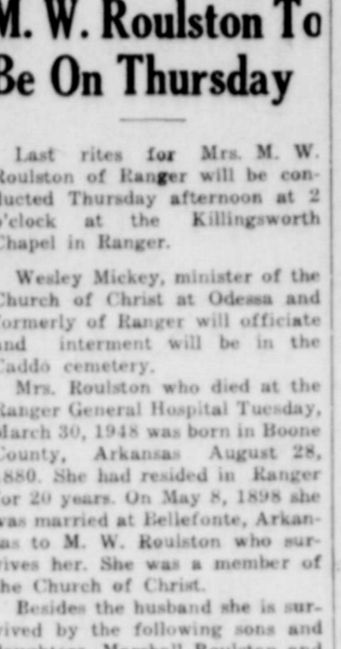 M. W. Roulston To
Be On Thursday
Last rites for Mrs. M. W.
Roulston of Ranger will be con-
ducted Thursday afternoon at 2
o'clock at the Killingsworth
Chapel in Ranger.
Wesley Mickey, minister of the
Church of Christ at Odessa and
formerly of Ranger will officiate
and interment will be in the
Caddo cemetery.
Mrs. Roulston who died at the
Ranger General Hospital Tuesday,
March 30, 1948 was born in Boone
County, Arkansas August 28,
1880. She had resided in Ranger
for 20 years. On May 8, 1898 she
was married at Bellefonte, Arkan-
sas to M. W. Roulston who sur-
vives her. She was a member of
the Church of Christ.
Besides the husband she is sur-
vived by the following sons and